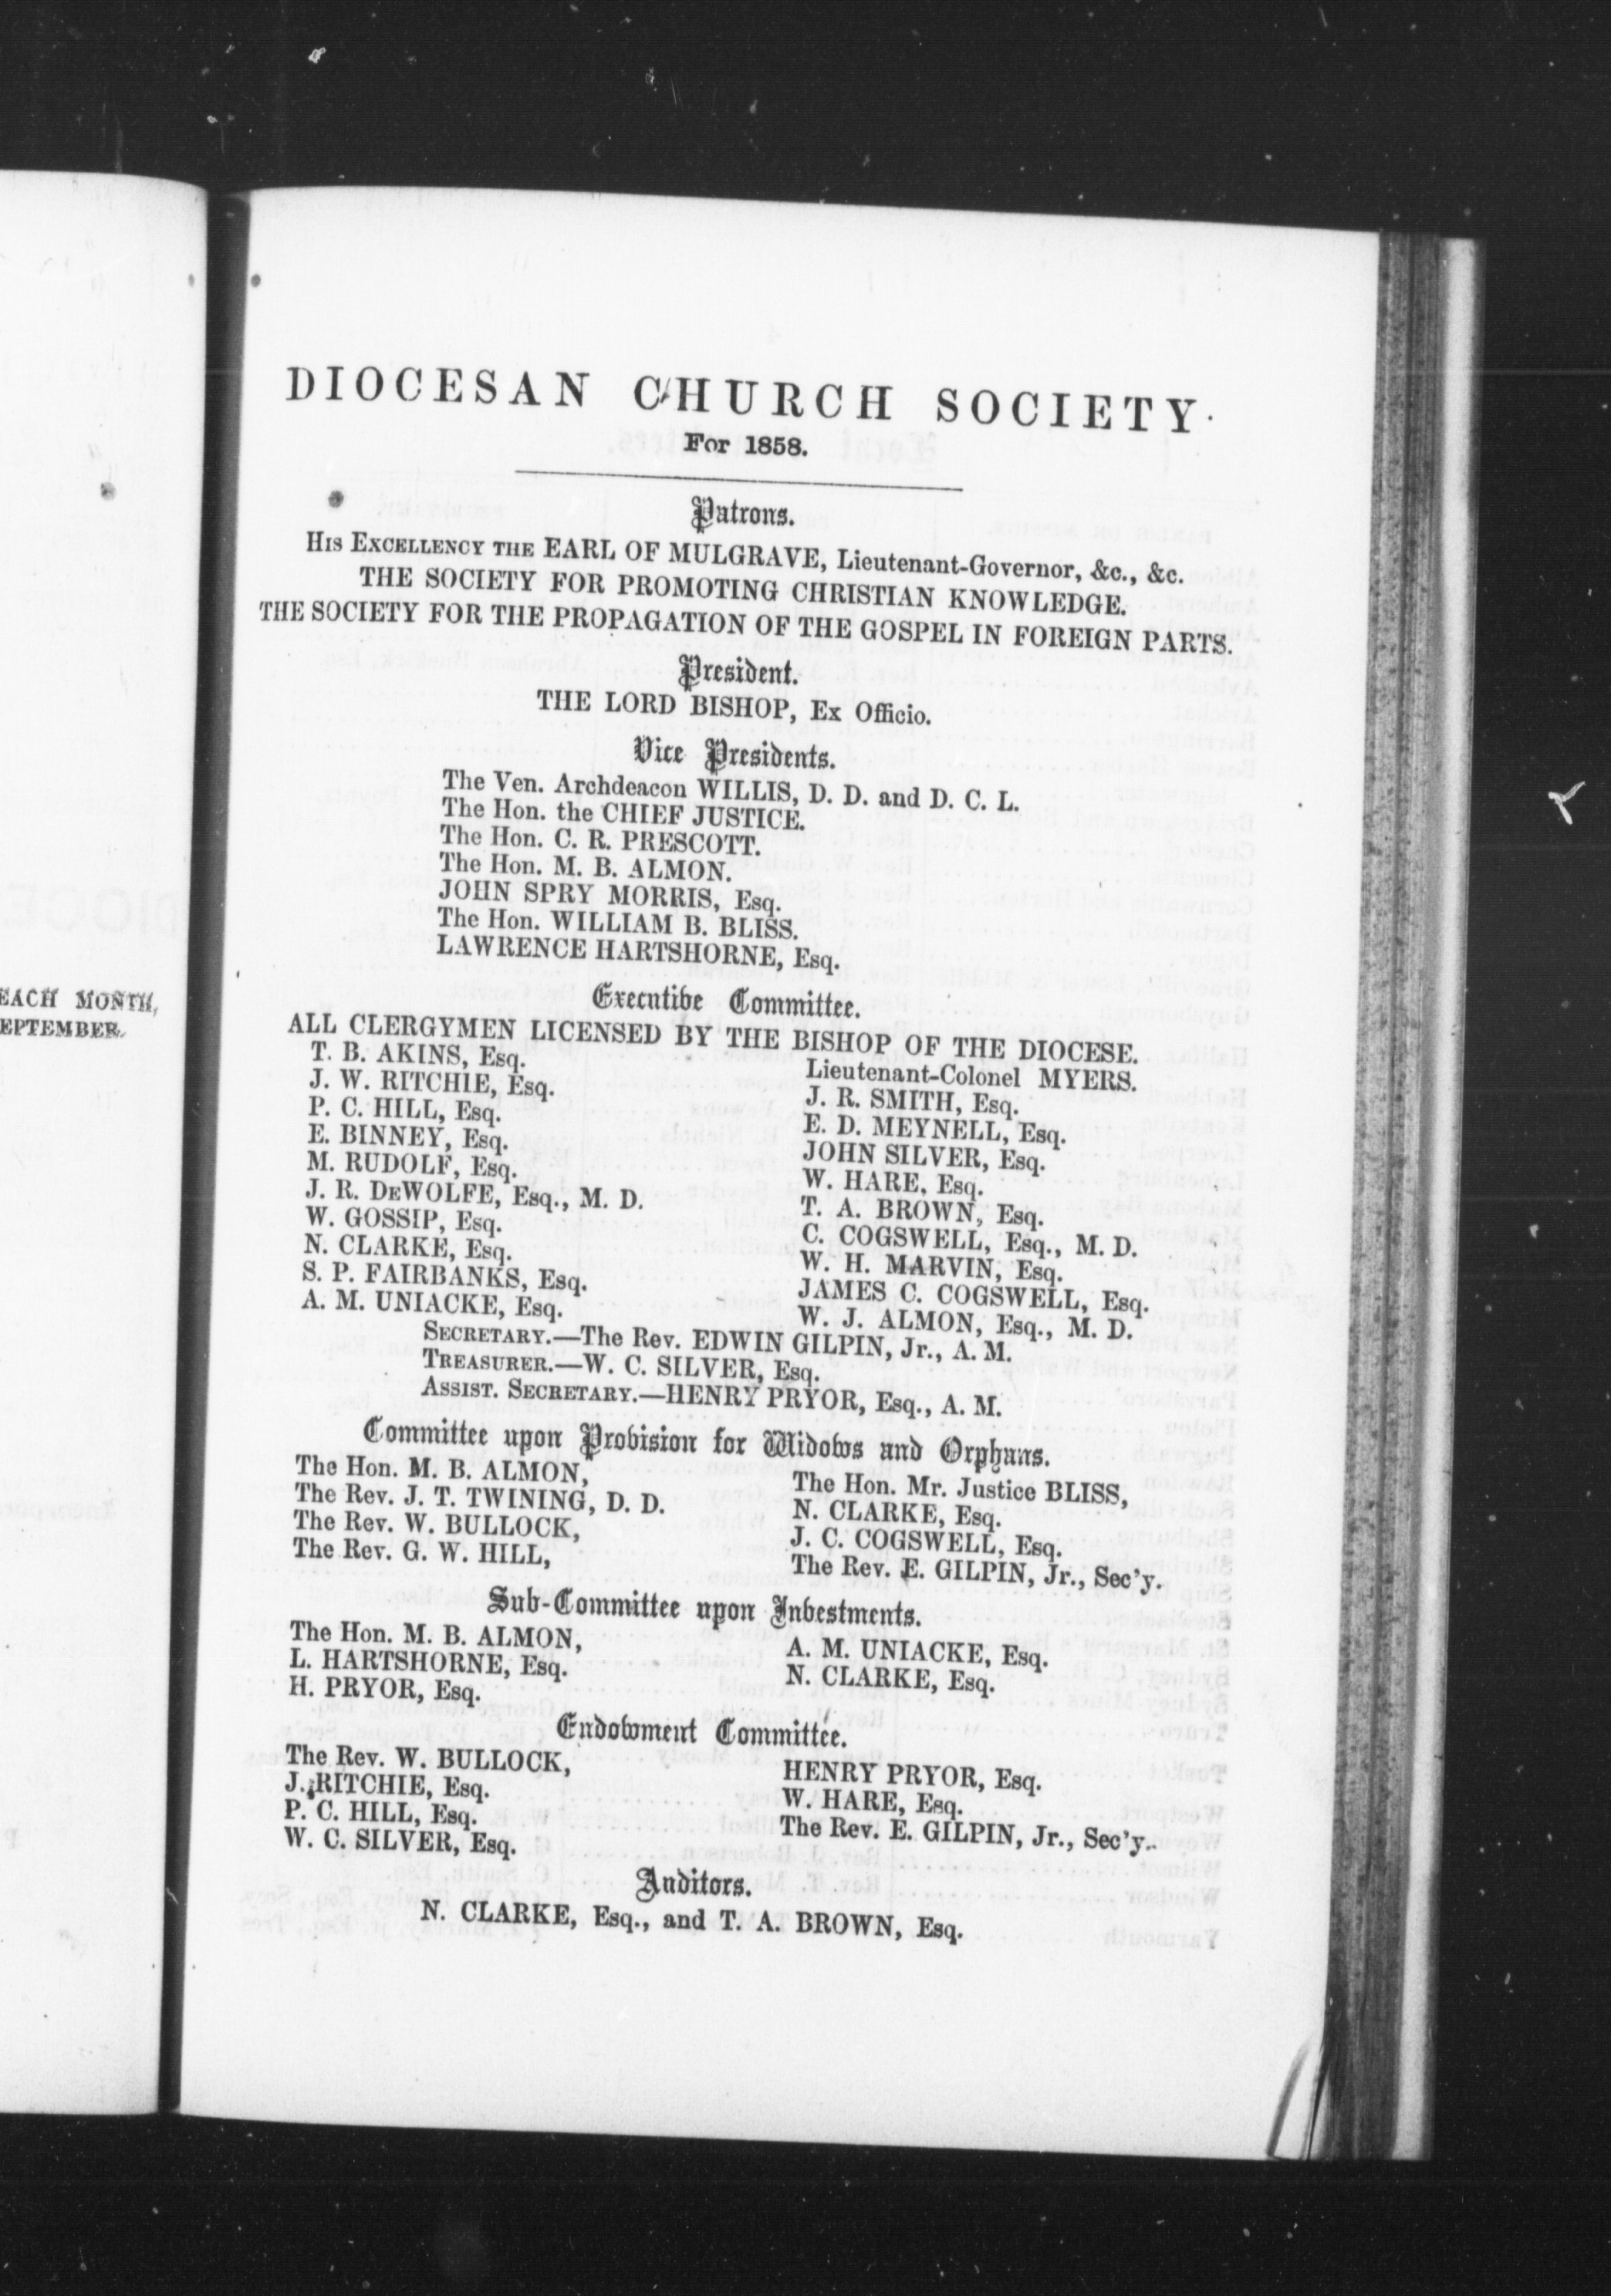 EACH MONTH,
EPTEMBER.
DIOCESAN CHURCH SOCIETY.
For 1858.
Patrons.
HIS EXCELLENCY THE EARL OF MULGRAVE, Lieutenant-Governor, &c., &c.
THE SOCIETY FOR PROMOTING CHRISTIAN KNOWLEDGE.
THE SOCIETY FOR THE PROPAGATION OF THE GOSPEL IN FOREIGN PARTS.
President.
THE LORD BISHOP, Ex Officio.
Vice Presidents.
The Ven. Archdeacon WILLIS, D. D. and D. C. L.
The Hon. the CHIEF JUSTICE.
The Hon. C. R. PRESCOTT.
The Hon. M. B. ALMON.
JOHN SPRY MORRIS, Esq.
The Hon. WILLIAM B. BLISS.
LAWRENCE HARTSHORNE, Esq.
Executive Committee.
ALL CLERGYMEN LICENSED BY THE BISHOP OF THE DIOCESE.
T. B. AKINS, Esq.
J. W. RITCHIE, Esq.
P. C. HILL, Esq.
E. BINNEY, Esq.
M. RUDOLF, Esq.
J. R. DEWOLFE, Esq., M. D.
W. GOSSIP, Esq.
N. CLARKE, Esq.
S. P. FAIRBANKS, Esq.
A. M. UNIACKE, Esq.
Lieutenant-Colonel MYERS.
J. R. SMITH, Esq.
E. D. MEYNELL, Esq.
JOHN SILVER, Esq.
W. HARE, Esq.
T. A. BROWN, Esq.
C. COGSWELL, Esq., M. D.
W. H. MARVIN, Esq.
JAMES C. COGSWELL, Esq.
W. J. ALMON, Esq., M. D.
SECRETARY.—The Rev. EDWIN GILPIN, Jr., A. M.
TREASURER.—W. C. SILVER, Esq.
ASSIST. SECRETARY.—HENRY PRYOR, Esq., A. M.
Committee upon Provision for Widows and Orphans.
The Hon. M. B. ALMON,
The Rev. J. T. TWINING, D. D.
The Rev. W. BULLOCK,
The Rev. G. W. HILL,
The Hon. Mr. Justice BLISS,
N. CLARKE, Esq.
J. C. COGSWELL, Esq.
The Rev. E. GILPIN, Jr., Sec'y.
Sub-Committee upon Investments.
The Hon. M. B. ALMON,
L. HARTSHORNE, Esq.
H. PRYOR, Esq.
A. M. UNIACKE, Esq.
N. CLARKE, Esq.
Endowment Committee.
The Rev. W. BULLOCK,
J. RITCHIE, Esq.
P. C. HILL, Esq.
W. C. SILVER, Esq.
HENRY PRYOR, Esq.
W. HARE, Esq.
The Rev. E. GILPIN, Jr., Sec'y.
Auditors.
N. CLARKE, Esq., and T. A. BROWN, Esq.